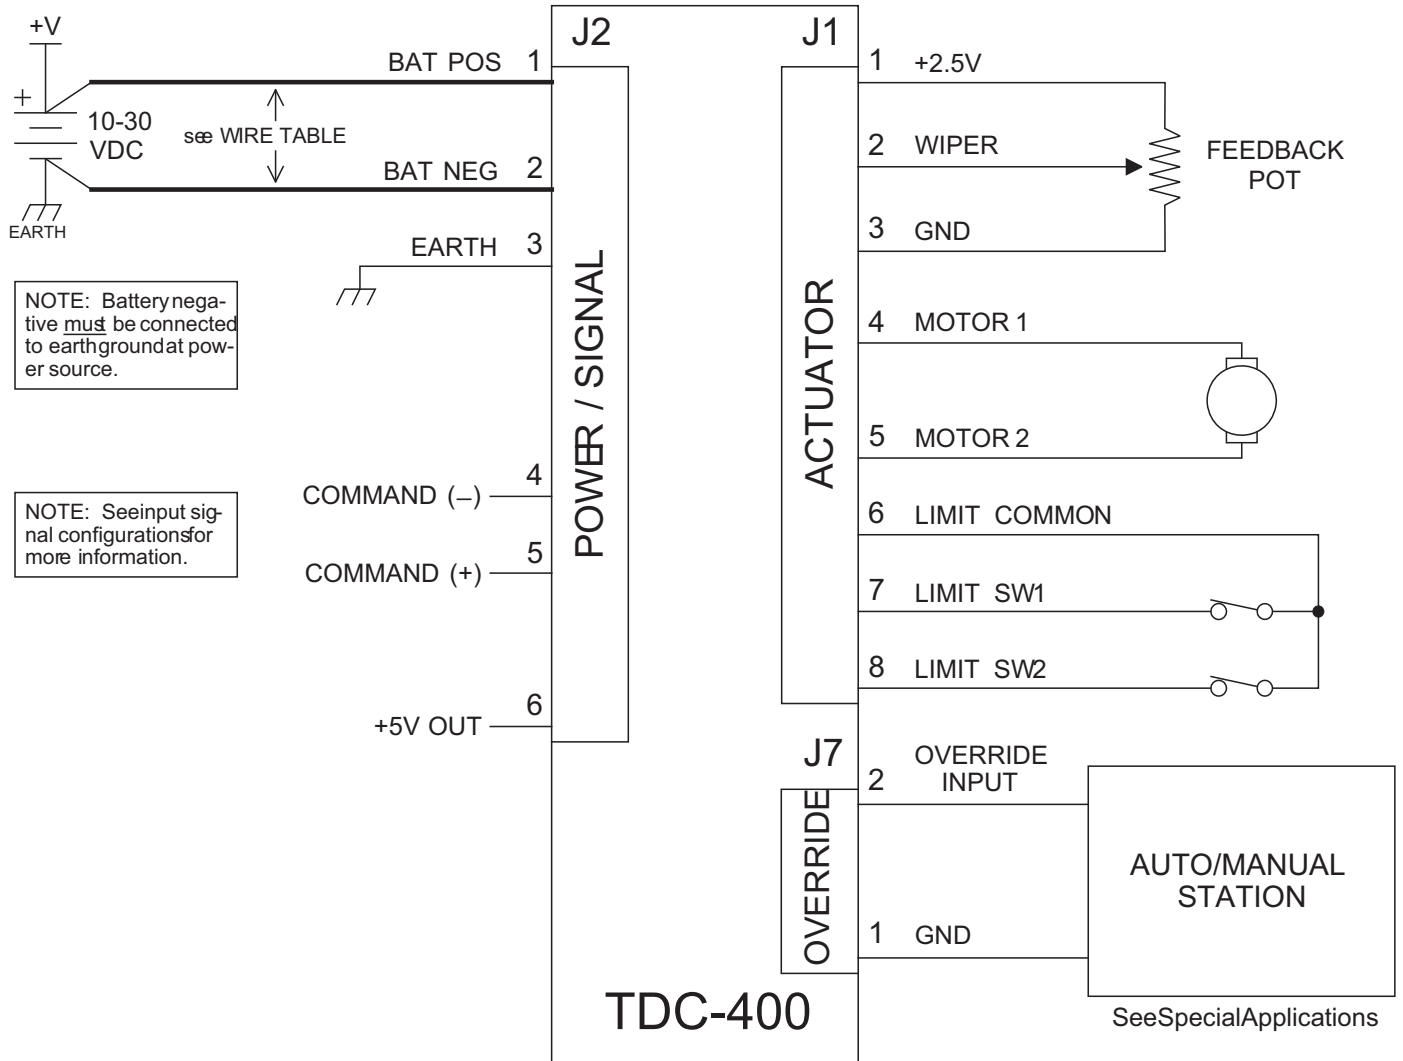 +V
+
10-30
VDC
EARTH
see WIRE TABLE
BAT POS 1
BAT NEG 2
EARTH 3
NOTE: Battery nega-
tive must be connected
to earth ground at pow-
er source.
NOTE: See input sig-
nal configurations for
more information.
COMMAND (–) 4
COMMAND (+) 5
+5V OUT 6
J2
POWER / SIGNAL
J1
ACTUATOR
1 +2.5V
2 WIPER
3 GND
FEEDBACK
POT
4 MOTOR 1
5 MOTOR 2
6 LIMIT COMMON
7 LIMIT SW1
8 LIMIT SW2
J7
OVERRIDE
2 OVERRIDE
INPUT
1 GND
AUTO/MANUAL
STATION
See Special Applications
TDC-400